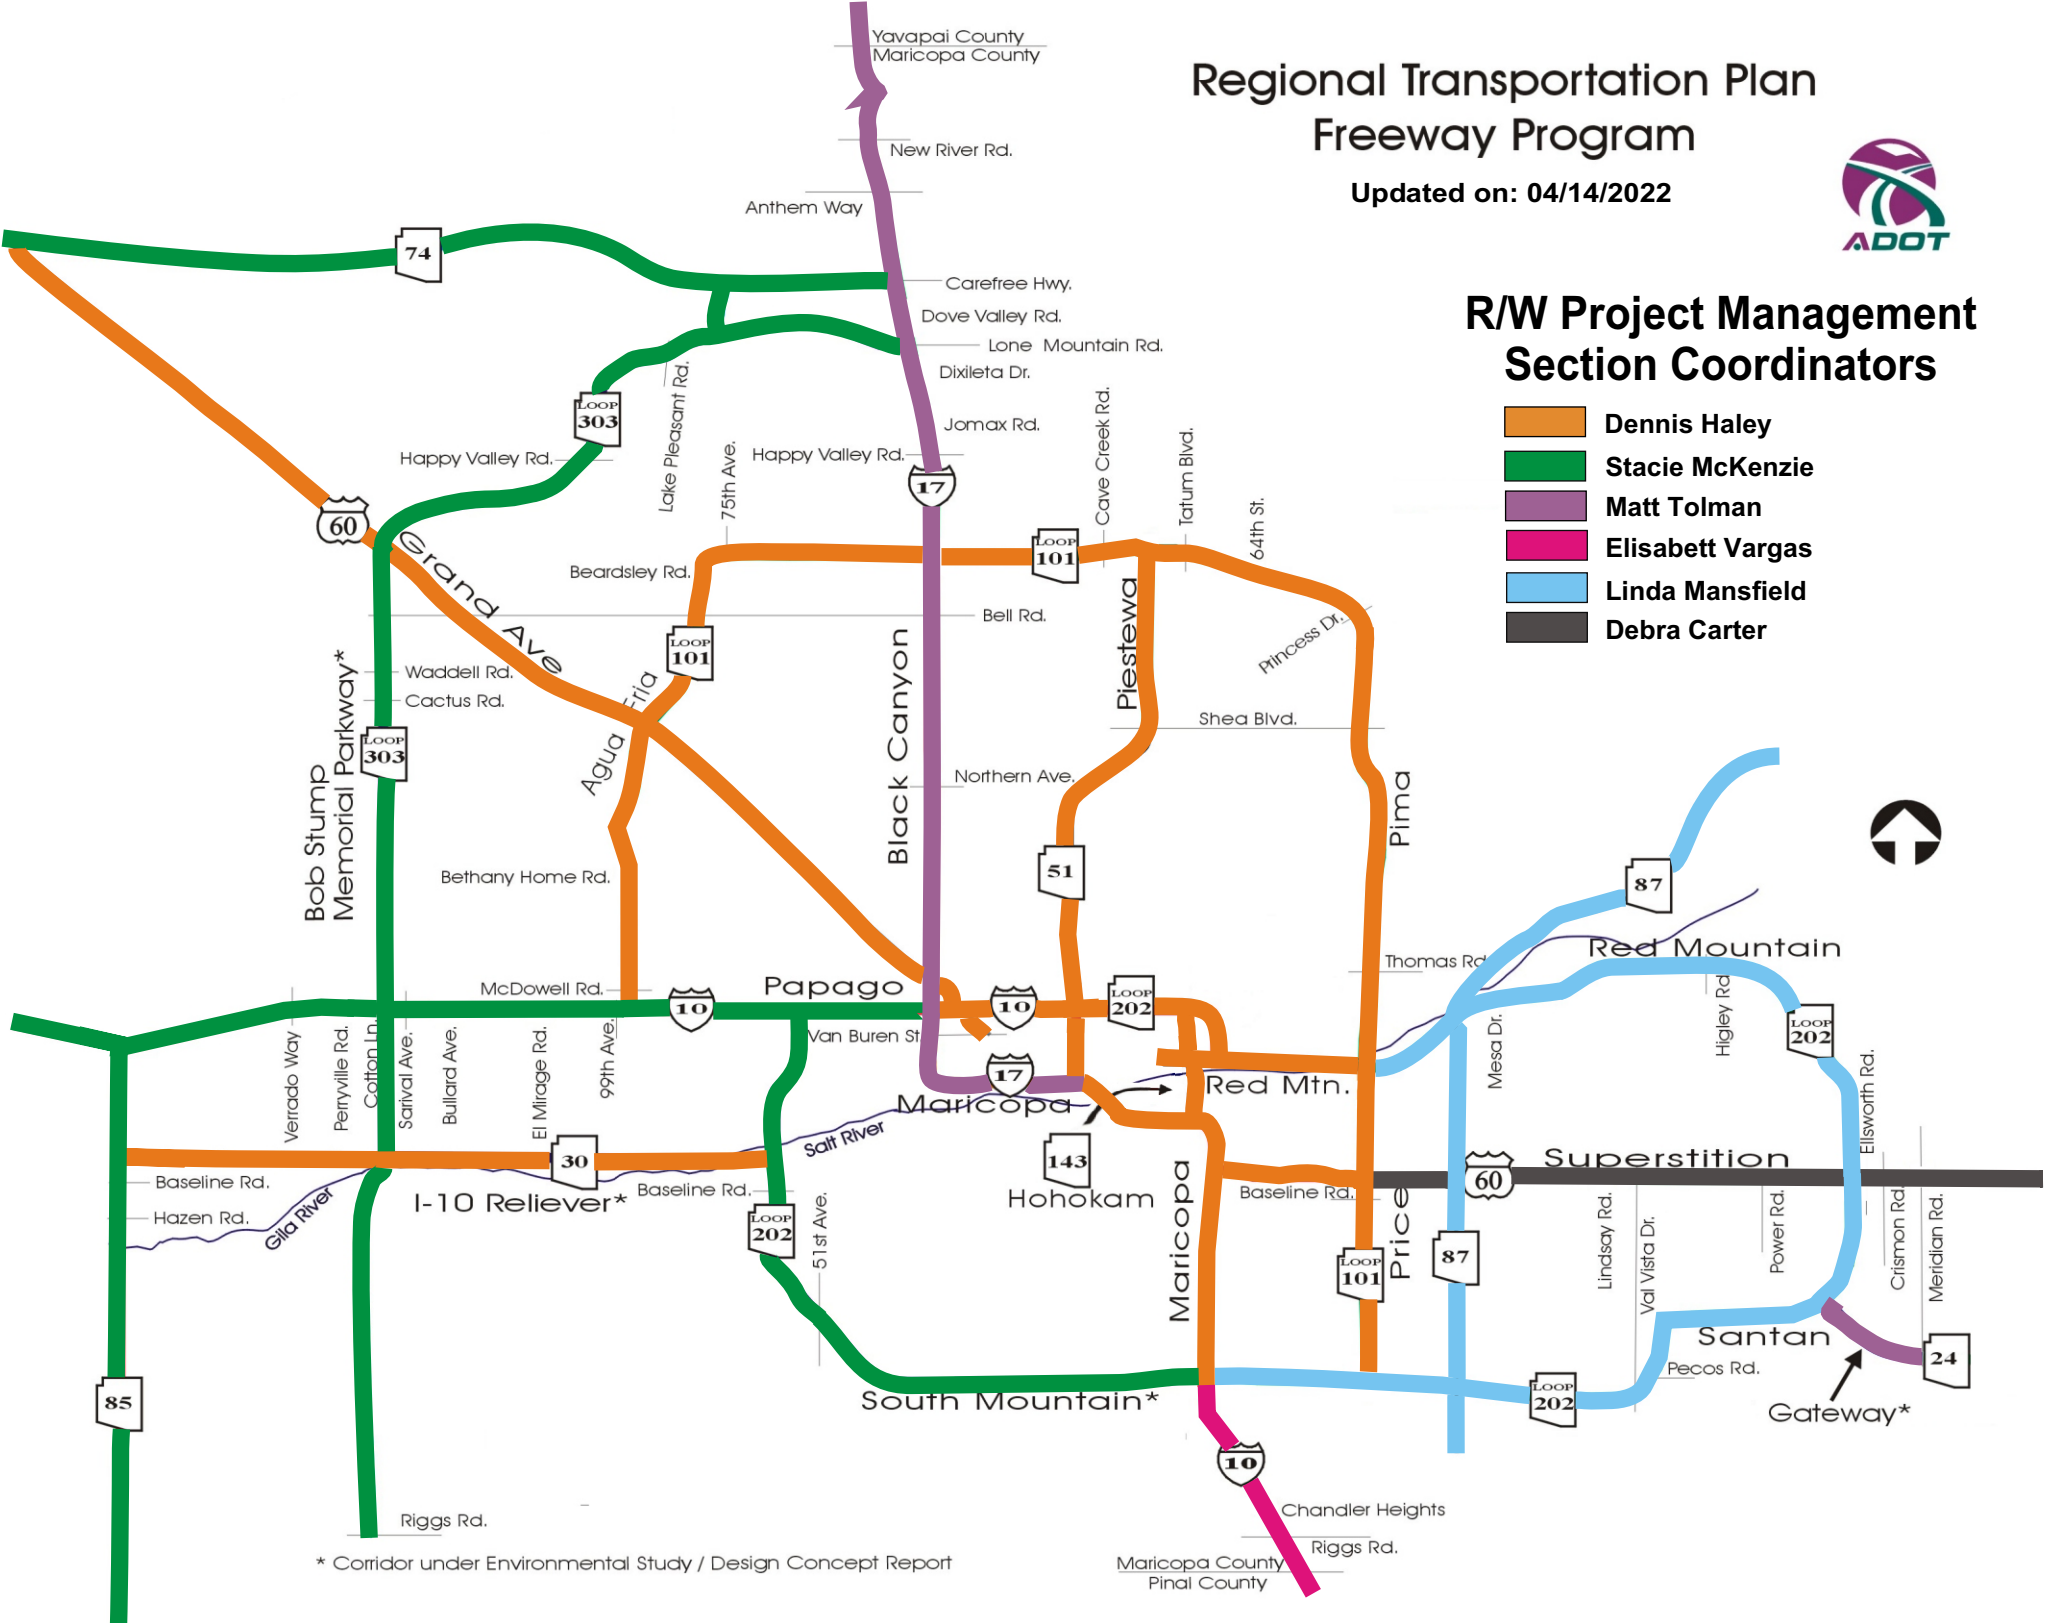 Yavapai County
Maricopa County
Regional Transportation Plan
Freeway Program
Updated on: 04/14/2022
ADOT
New River Rd.
Anthem Way
74
Carefree Hwy.
Dove Valley Rd.
Lone Mountain Rd.
Dixileta Dr.
R/W Project Management
Section Coordinators
Dennis Haley
Stacie McKenzie
Matt Tolman
Elisabett Vargas
Linda Mansfield
Debra Carter
LOOP
303
Lake Pleasant Rd.
Jomax Rd.
Happy Valley Rd.
75th Ave.
Happy Valley Rd.
17
Cave Creek Rd.
Tatum Blvd.
64th St.
60
Grand Ave
Beardsley Rd.
LOOP
101
Bell Rd.
Piestewa
Princess Dr.
LOOP
101
Agua Fria
Waddell Rd.
Cactus Rd.
Bob Stump
Memorial Parkway*
LOOP
303
Black Canyon
Shea Blvd.
Northern Ave.
Pima
51
87
Bethany Home Rd.
Red Mountain
Thomas Rd
McDowell Rd.
10
Papago
10
LOOP
202
Higley Rd
LOOP
202
Van Buren St
Verrado Way
Perryville Rd.
Cotton Ln.
Sarival Ave.
Bullard Ave.
El Mirage Rd.
99th Ave.
17
Maricopa
Red Mtn.
Mesa Dr.
Ellsworth Rd.
Salt River
143
Hohokam
30
I-10 Reliever*
Baseline Rd.
Hazen Rd.
Gila River
Baseline Rd.
LOOP
202
51st Ave.
Maricopa
Baseline Rd.
Price
60
Superstition
LOOP
101
87
Lindsay Rd.
Val Vista Dr.
Power Rd.
Crismon Rd.
Meridian Rd.
Santan
24
Pecos Rd.
Gateway*
LOOP
202
85
South Mountain*
10
Chandler Heights
Riggs Rd.
Riggs Rd.
Maricopa County
Pinal County
* Corridor under Environmental Study / Design Concept Report